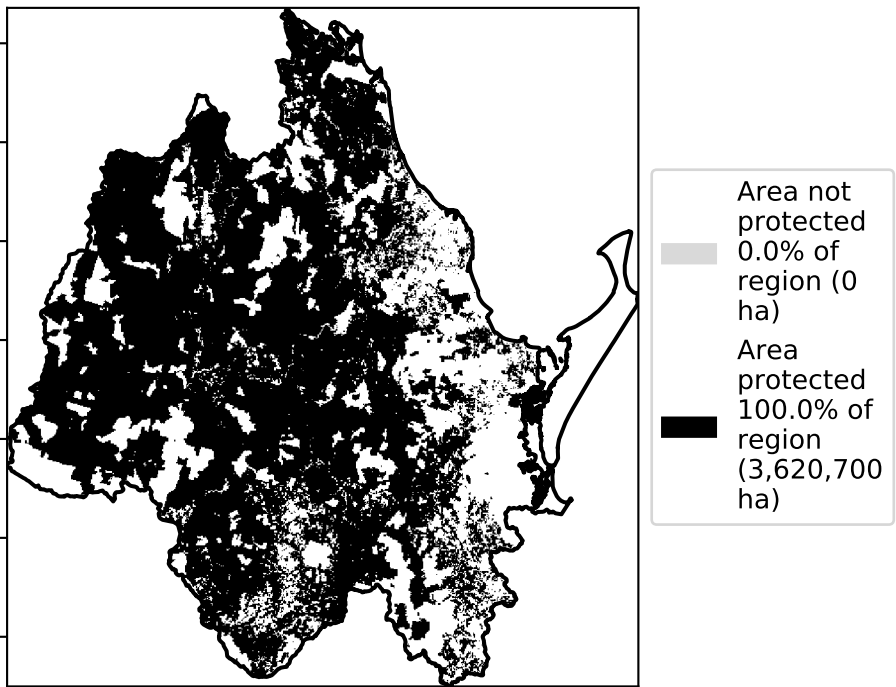 Area not
protected
0.0% of
region (0
ha)
Area
protected
100.0% of
region
(3,620,700
ha)